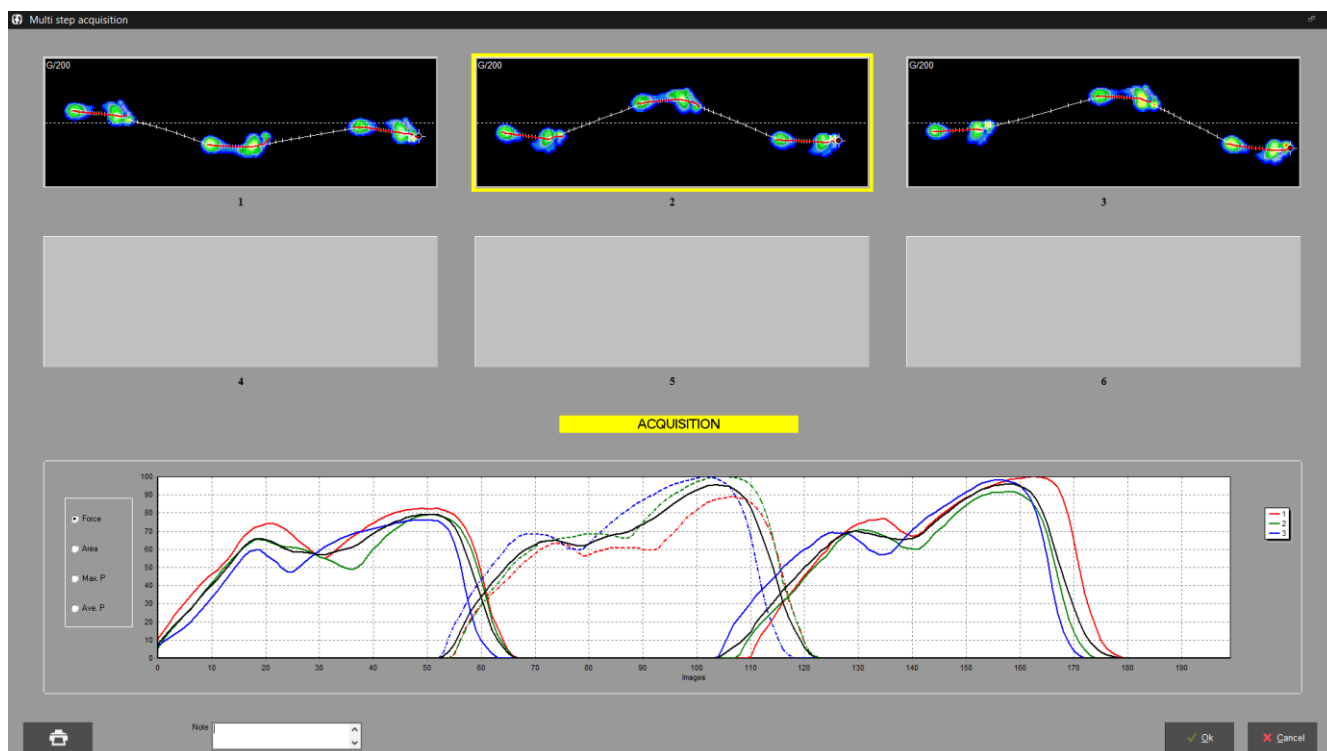 Multi step acquisition
G/200
G/200
G/200
1
2
3
4
5
6
ACQUISITION
Force
Area
Max. P
Ave. P
100
90
80
70
60
50
40
30
20
10
0
0 10 20 30 40 50 60 70 80 90 100 110 120 130 140 150 160 170 180 190
Images
1
2
3
Note
Ok
Cancel